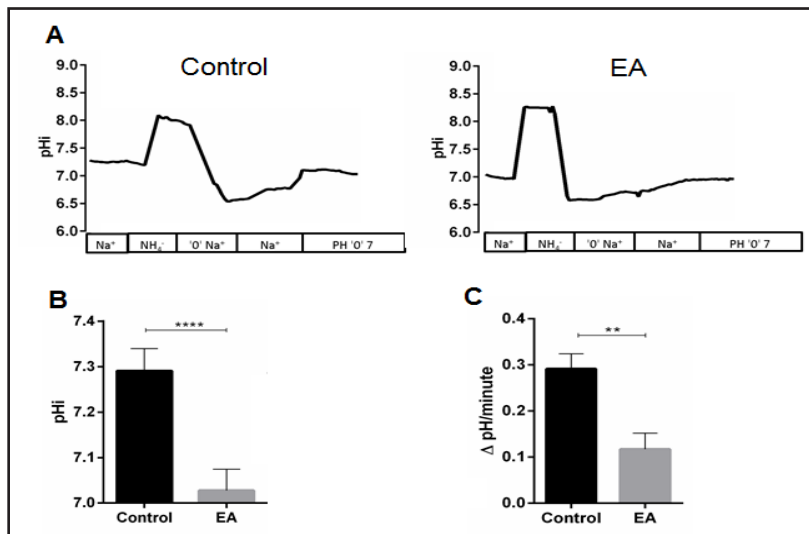 A
Control
EA
9.0
8.5
8.0
7.5
7.0
6.5
6.0
pHi
Na⁺ NH₄⁻ '0' Na⁺ Na⁺ PH '0' 7
9.0
8.5
8.0
7.5
7.0
6.5
6.0
pHi
Na⁺ NH₄⁻ '0' Na⁺ Na⁺ PH '0' 7
B
7.4
7.3
7.2
7.1
7.0
pHi
****
Control EA
C
0.4
0.3
0.2
0.1
0.0
Δ pH/minute
**
Control EA